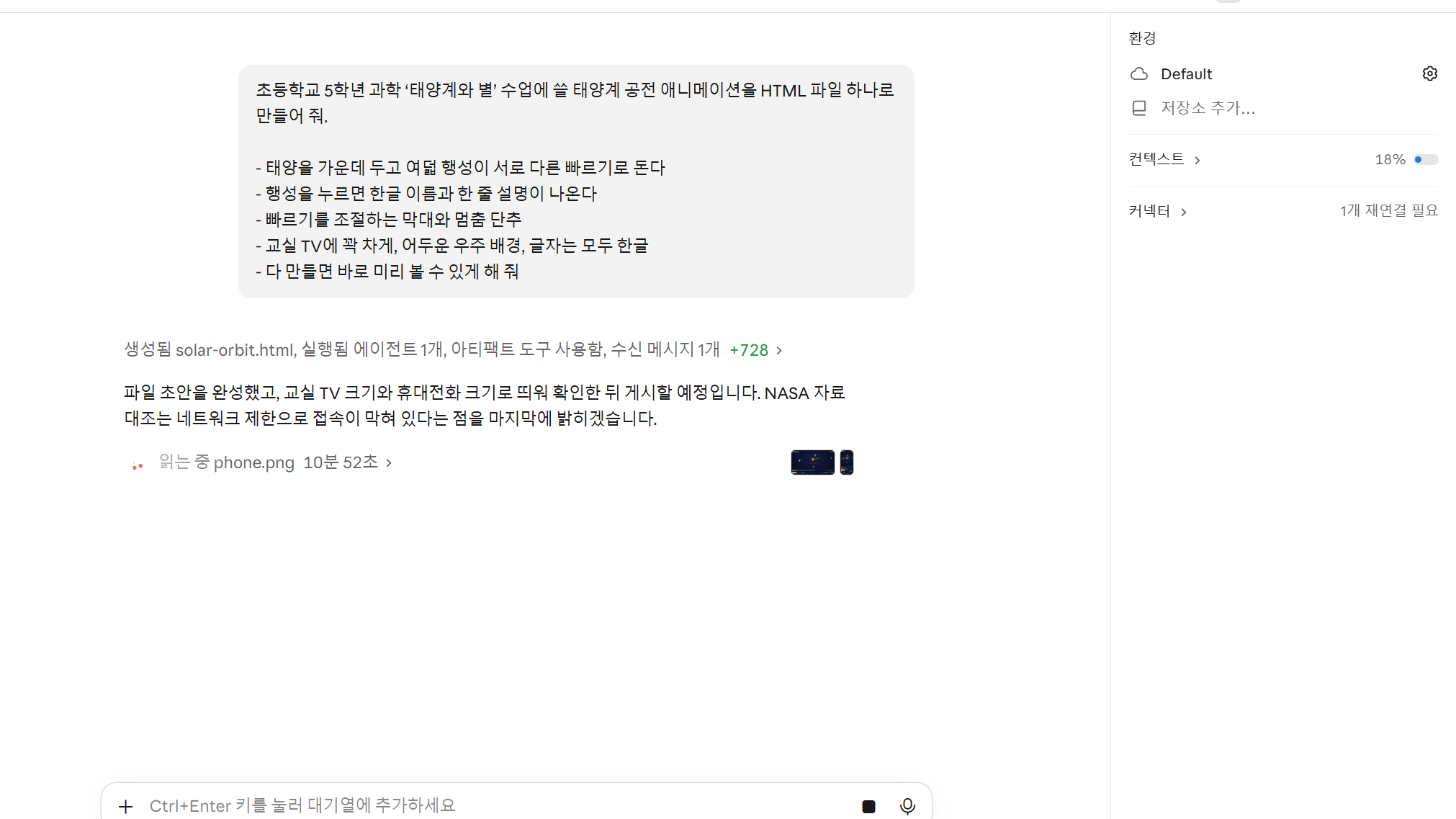 환경
Default
저장소 추가...
컨텍스트
18%
커넥터
1개 재연결 필요
초등학교 5학년 과학 ‘태양계와 별’ 수업에 쓸 태양계 공전 애니메이션을 HTML 파일 하나로
만들어 줘.
- 태양을 가운데 두고 여덟 행성이 서로 다른 빠르기로 돈다
- 행성을 누르면 한글 이름과 한 줄 설명이 나온다
- 빠르기를 조절하는 막대와 멈춤 단추
- 교실 TV에 꽉 차게, 어두운 우주 배경, 글자는 모두 한글
- 다 만들면 바로 미리 볼 수 있게 해 줘
생성됨 solar-orbit.html, 실행됨 에이전트 1개, 아티팩트 도구 사용함, 수신 메시지 1개 +728
파일 초안을 완성했고, 교실 TV 크기와 휴대전화 크기로 띄워 확인한 뒤 게시할 예정입니다. NASA 자료
대조는 네트워크 제한으로 접속이 막혀 있다는 점을 마지막에 밝히겠습니다.
읽는 중 phone.png 10분 52초
Ctrl+Enter 키를 눌러 대기열에 추가하세요